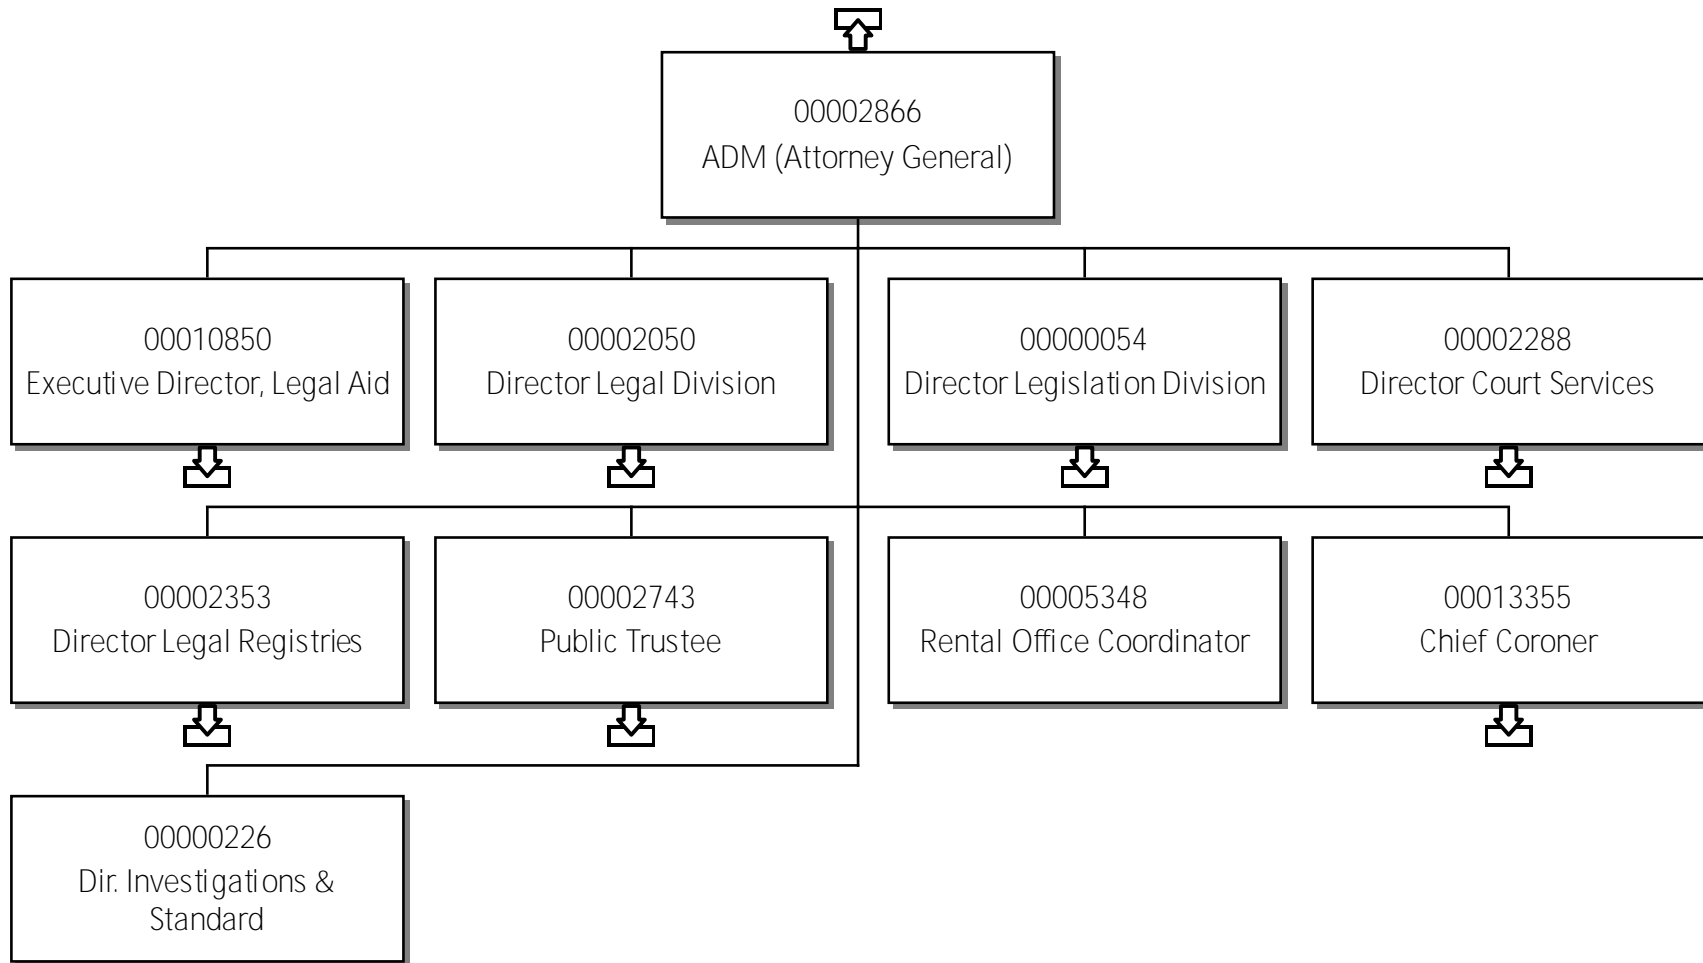 00002866
ADM (Attorney General)
00010850
Executive Director, Legal Aid
00002050
Director Legal Division
00000054
Director Legislation Division
00002288
Director Court Services
00002353
Director Legal Registries
00002743
Public Trustee
00005348
Rental Office Coordinator
00013355
Chief Coroner
00000226
Dir. Investigations &
Standard